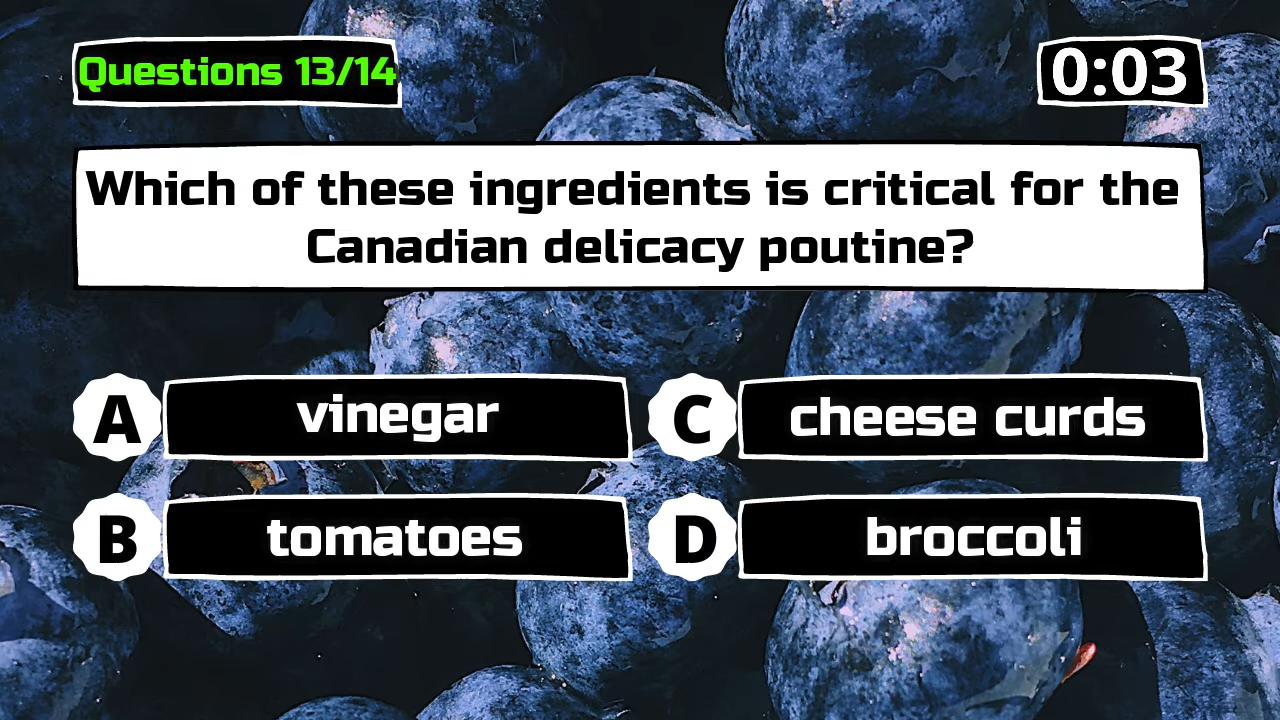 Questions 13/14
0:03
Which of these ingredients is critical for the
Canadian delicacy poutine?
A vinegar
B tomatoes
C cheese curds
D broccoli